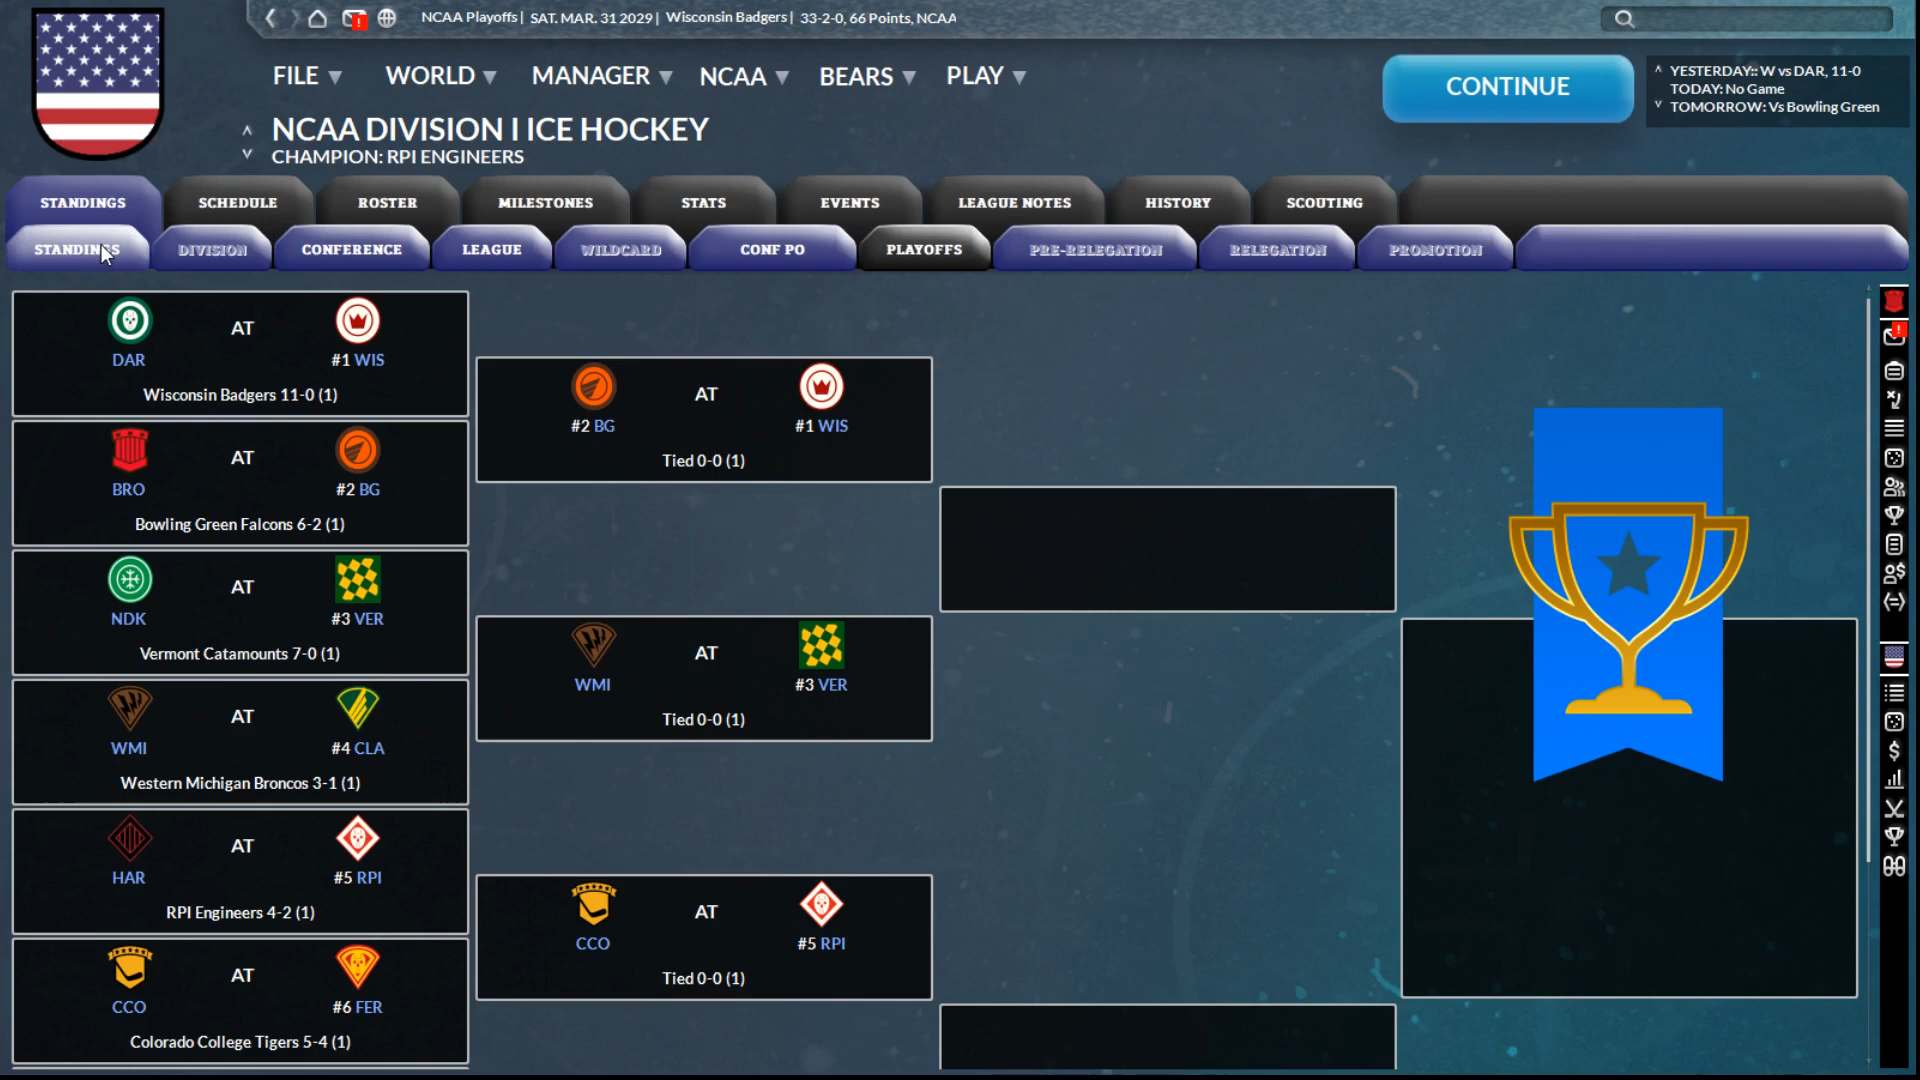 NCAA Playoffs | SAT. MAR. 31 2029 | Wisconsin Badgers | 33-2-0, 66 Points, NCAA
FILE WORLD MANAGER NCAA BEARS PLAY
CONTINUE
YESTERDAY:: W vs DAR, 11-0
TODAY: No Game
TOMORROW: Vs Bowling Green
NCAA DIVISION I ICE HOCKEY
CHAMPION: RPI ENGINEERS
STANDINGS SCHEDULE ROSTER MILESTONES STATS EVENTS LEAGUE NOTES HISTORY SCOUTING
STANDINGS DIVISION CONFERENCE LEAGUE WILDCARD CONF PO PLAYOFFS PRE-RELEGATION RELEGATION PROMOTION
AT
DAR #1 WIS
Wisconsin Badgers 11-0 (1)
AT
BRO #2 BG
Bowling Green Falcons 6-2 (1)
AT
NDK #3 VER
Vermont Catamounts 7-0 (1)
AT
WMI #4 CLA
Western Michigan Broncos 3-1 (1)
AT
HAR #5 RPI
RPI Engineers 4-2 (1)
AT
CCO #6 FER
Colorado College Tigers 5-4 (1)
AT
#2 BG #1 WIS
Tied 0-0 (1)
AT
WMI #3 VER
Tied 0-0 (1)
AT
CCO #5 RPI
Tied 0-0 (1)